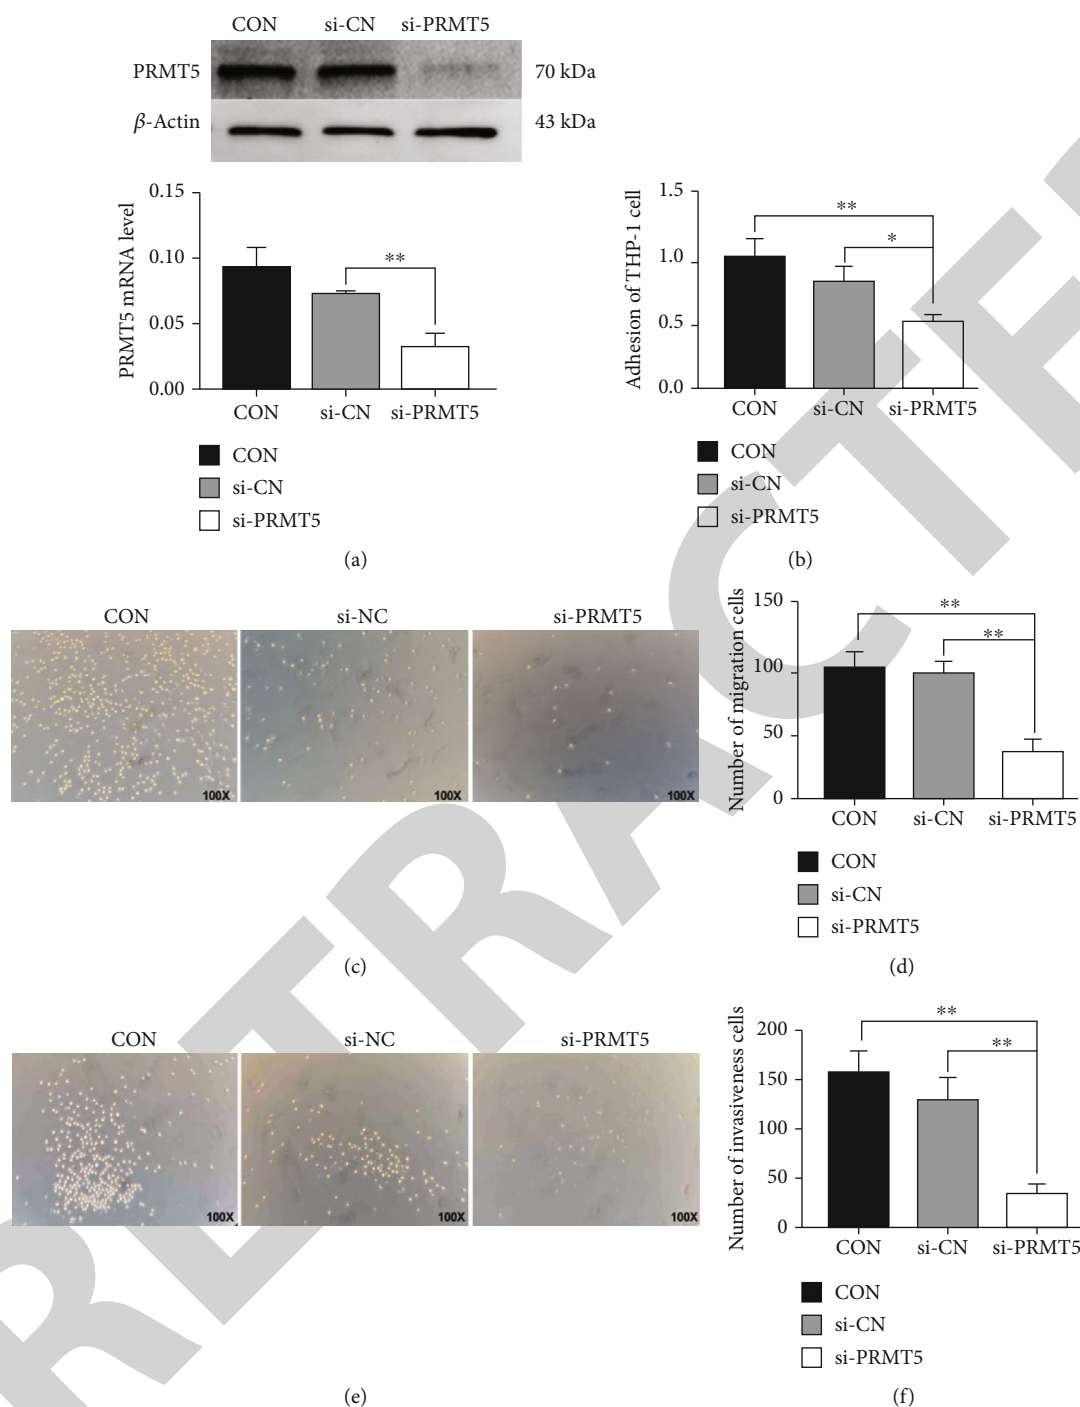 CON si-CN si-PRMT5
PRMT5 70 kDa
β-Actin 43 kDa
PRMT5 mRNA level
0.15
0.10
0.05
0.00
**
CON si-CN si-PRMT5
CON
si-CN
si-PRMT5
(a)
Adhesion of THP-1 cell
1.5
1.0
0.5
0.0
**
*
CON si-CN si-PRMT5
CON
si-CN
si-PRMT5
(b)
CON si-NC si-PRMT5
100X 100X 100X
(c)
Number of migration cells
150
100
50
0
**
**
CON si-CN si-PRMT5
CON
si-CN
si-PRMT5
(d)
CON si-NC si-PRMT5
100X 100X 100X
(e)
Number of invasiveness cells
200
150
100
50
0
**
**
CON si-CN si-PRMT5
CON
si-CN
si-PRMT5
(f)
RETRACTE